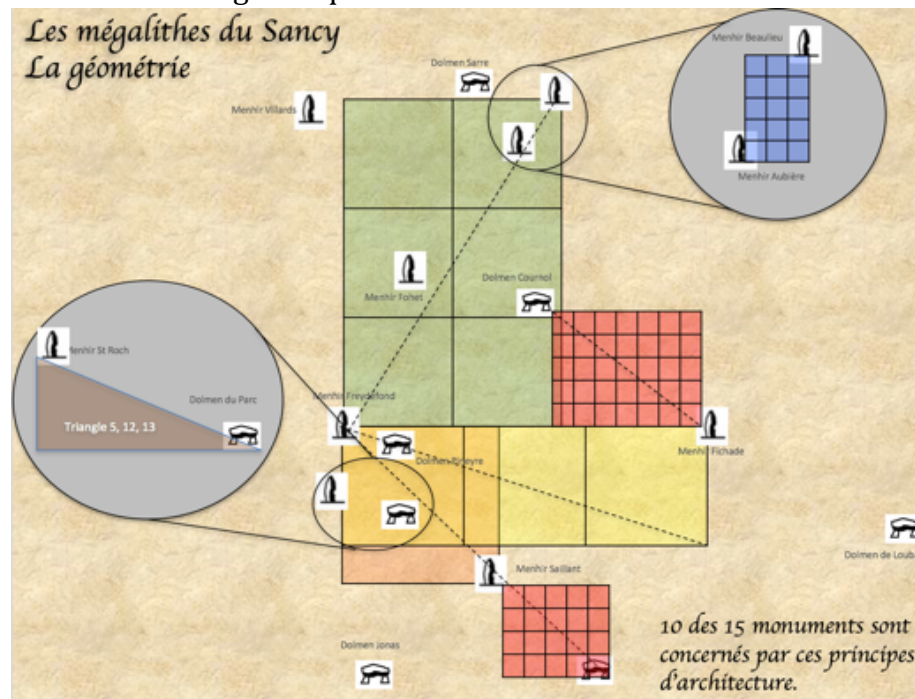 Les mégalithes du Sancy
La géométrie
Menhir Beaulieu
Dolmen Sarre
Menhir Villards
Menhir Aubière
Dolmen Cournol
Menhir Fohet
Menhir St Roch
Dolmen du Parc
Menhir Freydefond
Triangle 5, 12, 13
Menhir Fichade
Dolmen
Dolmen de Loub
Menhir Saillant
10 des 15 monuments sont
concernés par ces principes
d'architecture.
Dolmen Jonas